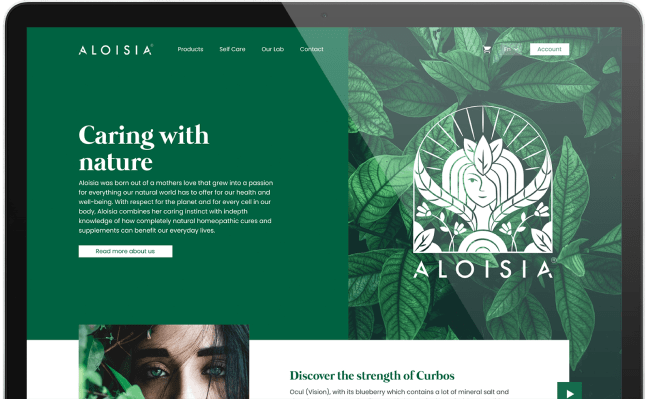 ALOISIA®
Products Self Care Our Lab Contact
En
Account
Caring with
nature
Aloisia was born out of a mothers love that grew into a passion
for everything our natural world has to offer for our health and
well-being. With respect for the planet and for every cell in our
body, Aloisia combines her caring instinct with indepth
knowledge of how completely natural homeopathic cures and
supplements can benefit our everyday lives.
Read more about us
ALOISIA®
Discover the strength of Curbos
Ocul (Vision), with its blueberry which contains a lot of mineral salt and